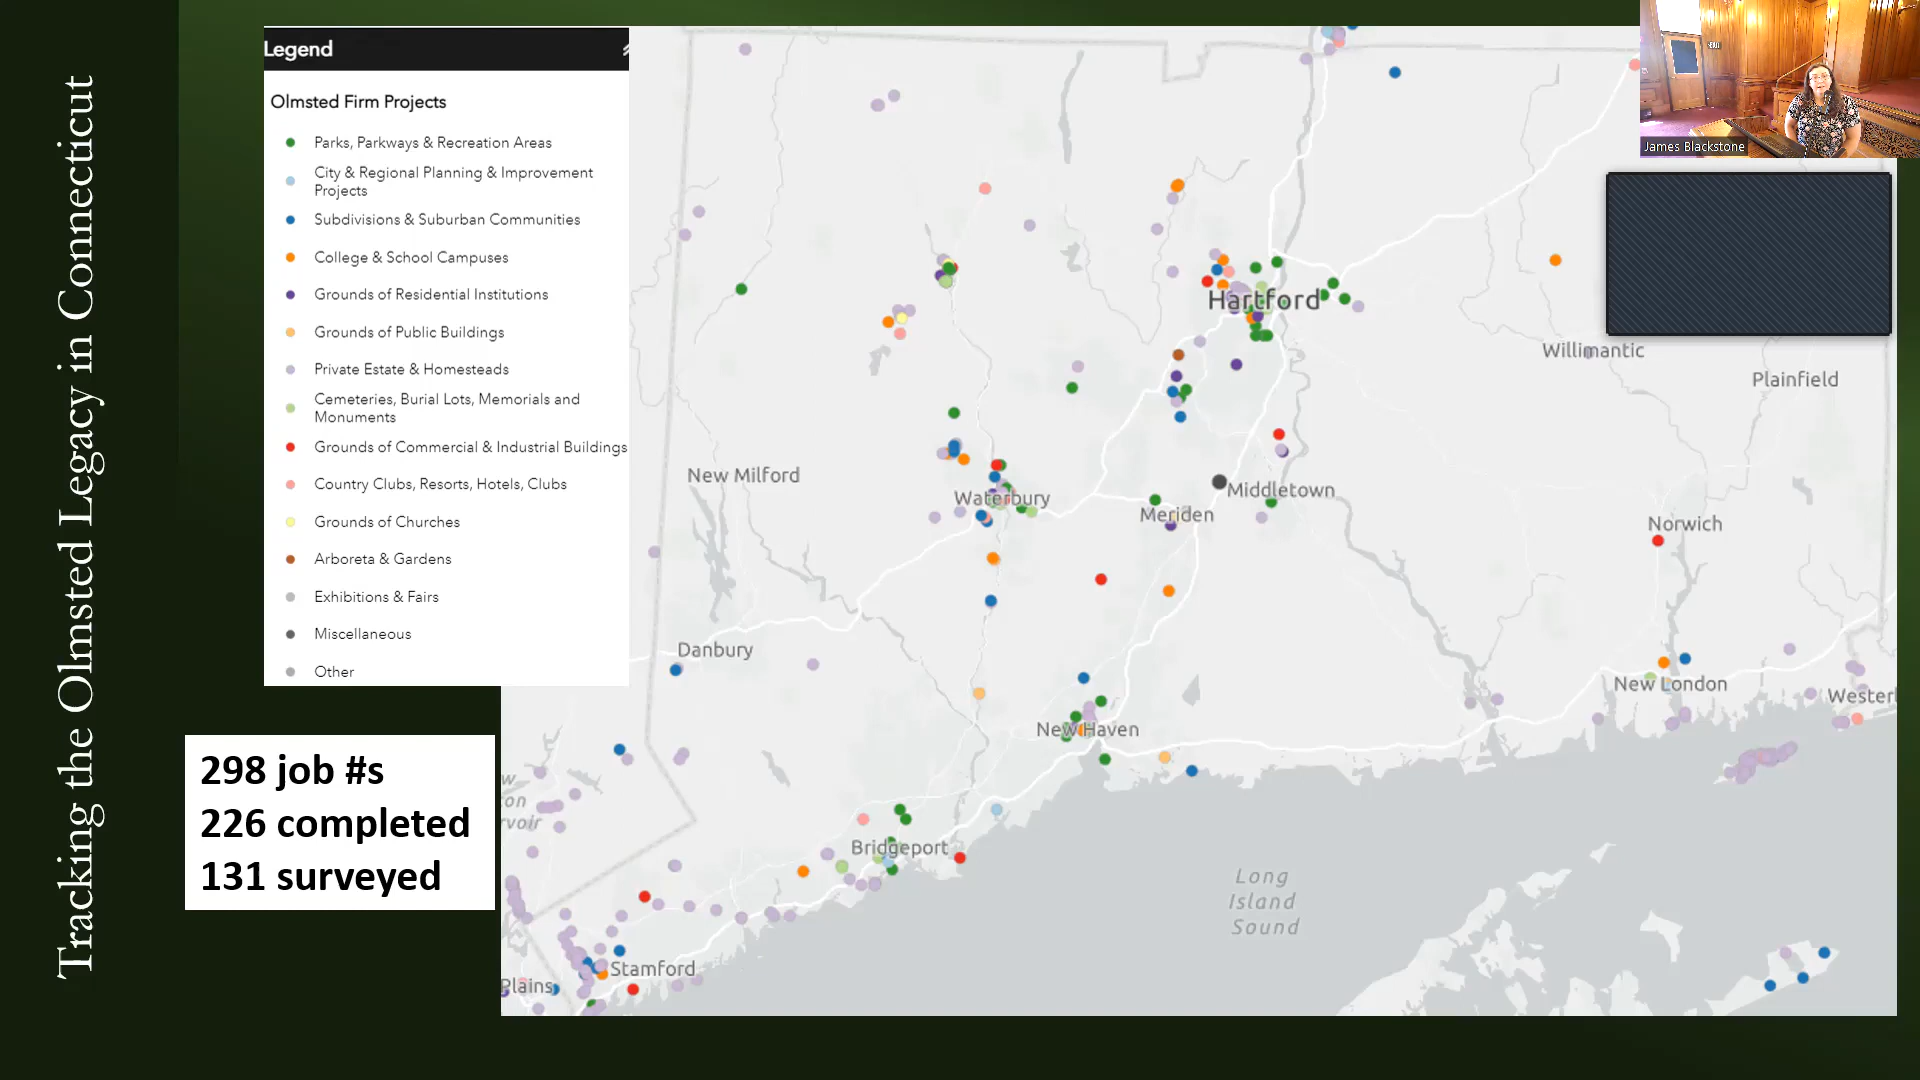 Tracking the Olmsted Legacy in Connecticut
Legend
Olmsted Firm Projects
Parks, Parkways & Recreation Areas
City & Regional Planning & Improvement
Projects
Subdivisions & Suburban Communities
College & School Campuses
Grounds of Residential Institutions
Grounds of Public Buildings
Private Estate & Homesteads
Cemeteries, Burial Lots, Memorials and
Monuments
Grounds of Commercial & Industrial Buildings
Country Clubs, Resorts, Hotels, Clubs
Grounds of Churches
Arboreta & Gardens
Exhibitions & Fairs
Miscellaneous
Other
298 job #s
226 completed
131 surveyed
Hartford
Willimantic
Plainfield
New Milford
Waterbury
Meriden
Middletown
Norwich
Danbury
New Haven
New London
Wester
Bridgeport
Long
Island
Sound
Stamford
Plains
James Blackstone